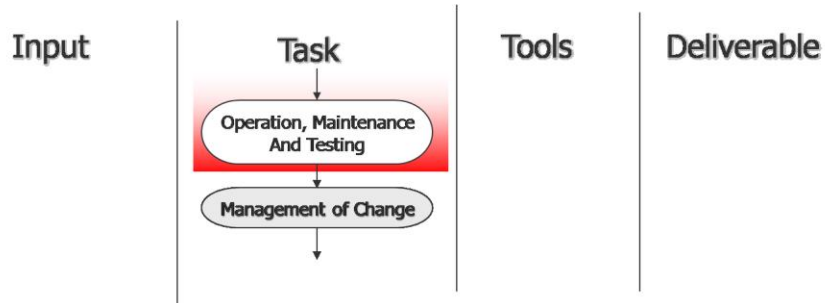 Input
Task
Tools
Deliverable
Operation, Maintenance
And Testing
Management of Change